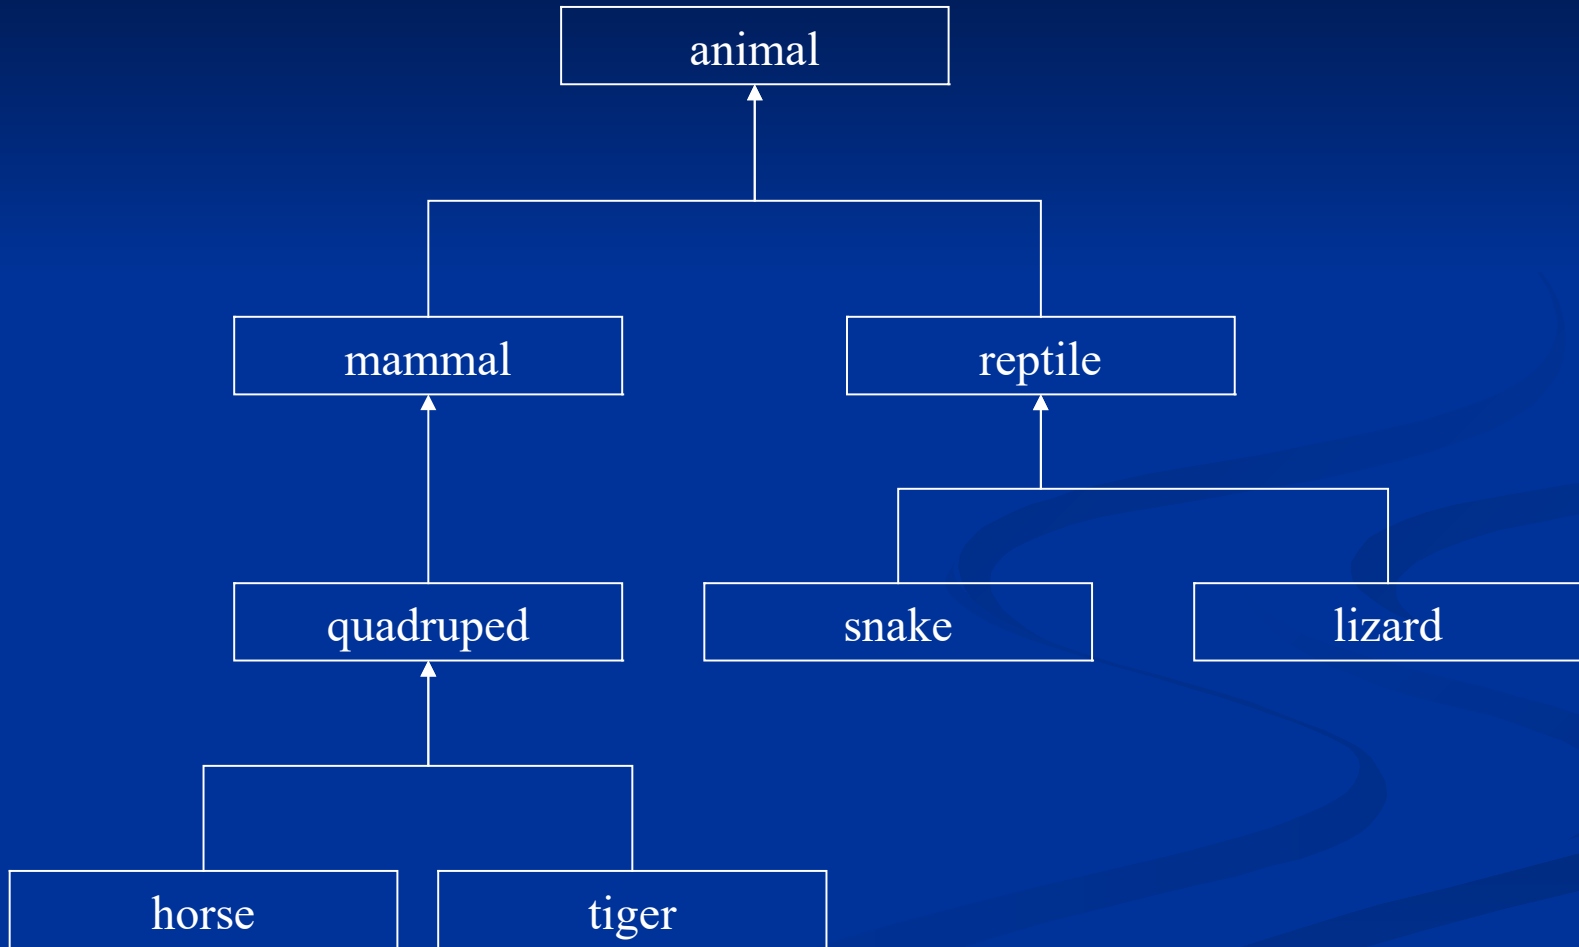 animal
mammal
reptile
quadruped
snake
lizard
horse
tiger